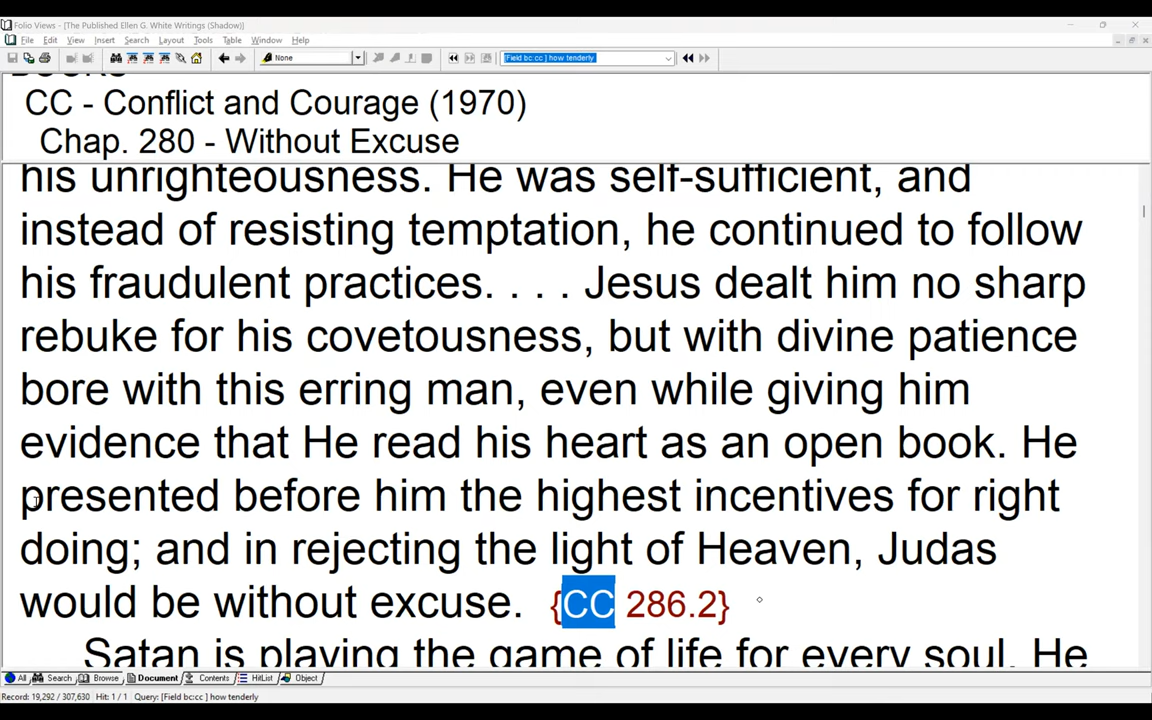 Folio Views - [The Published Ellen G. White Writings (Shadow)]
File Edit View Insert Search Layout Tools Table Window Help
None [Field bc:cc ] how tenderly
Books
CC - Conflict and Courage (1970)
Chap. 280 - Without Excuse
his unrighteousness. He was self-sufficient, and
instead of resisting temptation, he continued to follow
his fraudulent practices. . . . Jesus dealt him no sharp
rebuke for his covetousness, but with divine patience
bore with this erring man, even while giving him
evidence that He read his heart as an open book. He
presented before him the highest incentives for right
doing; and in rejecting the light of Heaven, Judas
would be without excuse. {CC 286.2}
Satan is playing the game of life for every soul. He
All Search Browse Document Contents HitList Object
Record: 19,292 / 307,630 Hit: 1 / 1 Query: [Field bc:cc ] how tenderly